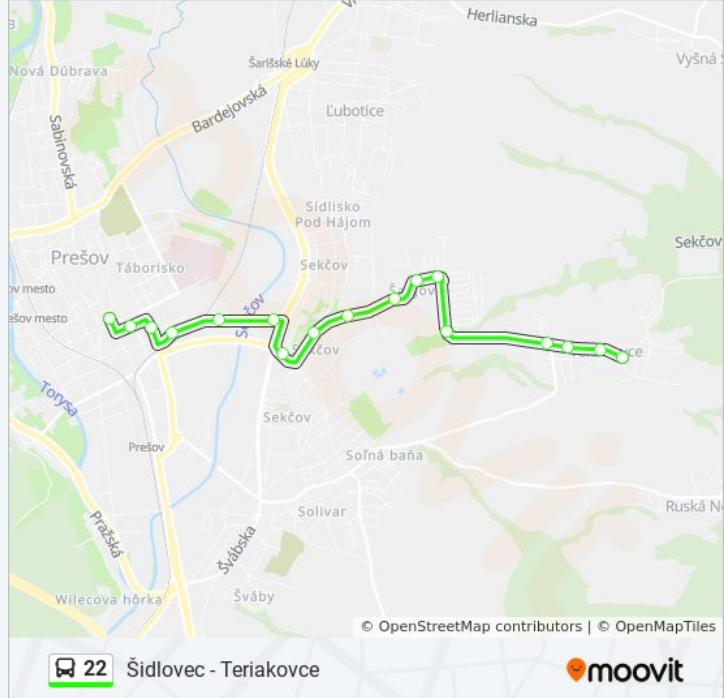 Herlianska
Vyšná
Nová Dúbrava
Šarišské Lúky
Bardejovská
Ľubotice
Sabinovská
Sídlisko
Pod Hájom
Prešov
Táborisko
Sekčov
Sekčov
ov mesto
ešov mesto
Sekčov
Sekčov
Torysa
Sekčov
Prešov
Soľná baňa
Pražská
Solivar
Ruská No
Švábska
Wilecova hôrka
Šváby
© OpenStreetMap contributors | © OpenMapTiles
22 Šidlovec - Teriakovce
moovit